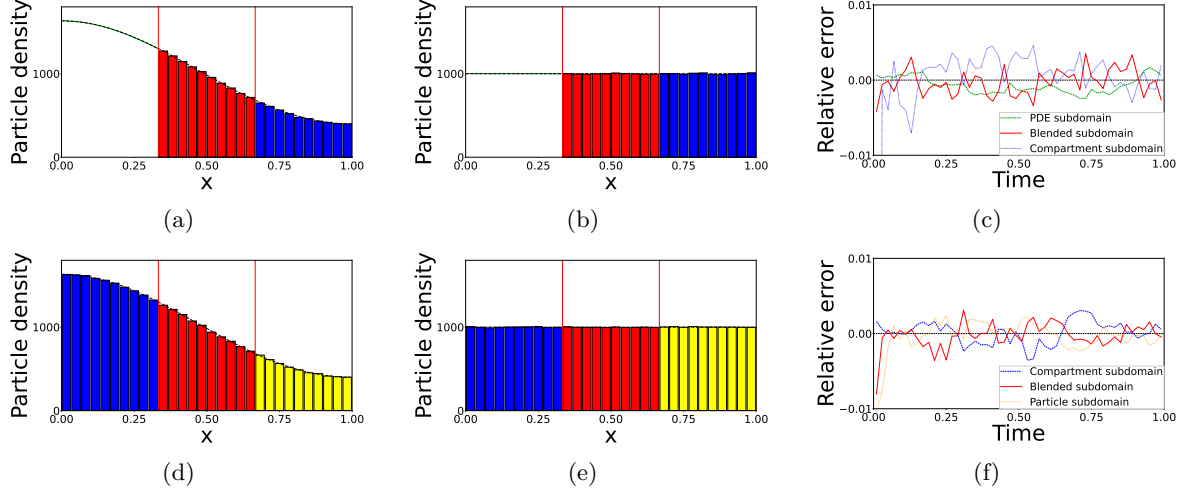 Particle density
1000
0
0.00 0.25 0.50 0.75 1.00
x
(a)
Particle density
1000
0
0.00 0.25 0.50 0.75 1.00
x
(b)
Relative error
0.01
0.00
−0.01
PDE subdomain
Blended subdomain
Compartment subdomain
0.00 0.25 0.50 0.75 1.00
Time
(c)
Particle density
1000
0
0.00 0.25 0.50 0.75 1.00
x
(d)
Particle density
1000
0
0.00 0.25 0.50 0.75 1.00
x
(e)
Relative error
0.01
0.00
−0.01
Compartment subdomain
Blended subdomain
Particle subdomain
0.00 0.25 0.50 0.75 1.00
Time
(f)